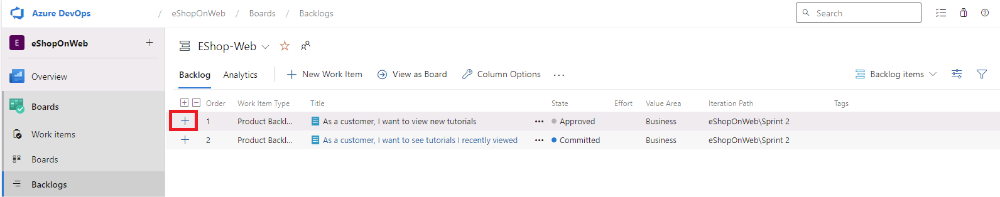 Azure DevOps / eShopOnWeb / Boards / Backlogs Search
E eShopOnWeb
EShop-Web
Overview
Backlog Analytics New Work Item View as Board Column Options ... Backlog items
Order Work Item Type Title State Effort Value Area Iteration Path Tags
Boards
1 Product Backl... As a customer, I want to view new tutorials ... Approved Business eShopOnWeb\Sprint 2
Work items
2 Product Backl... As a customer, I want to see tutorials I recently viewed ... Committed Business eShopOnWeb\Sprint 2
Boards
Backlogs